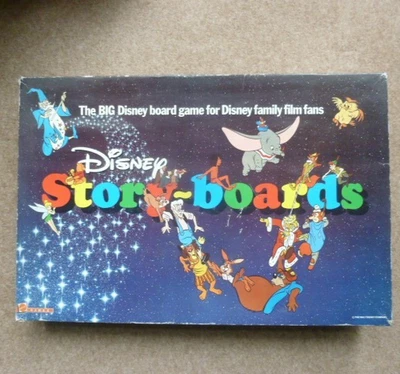 The BIG Disney board game for Disney family film fans
Disney
Story-boards